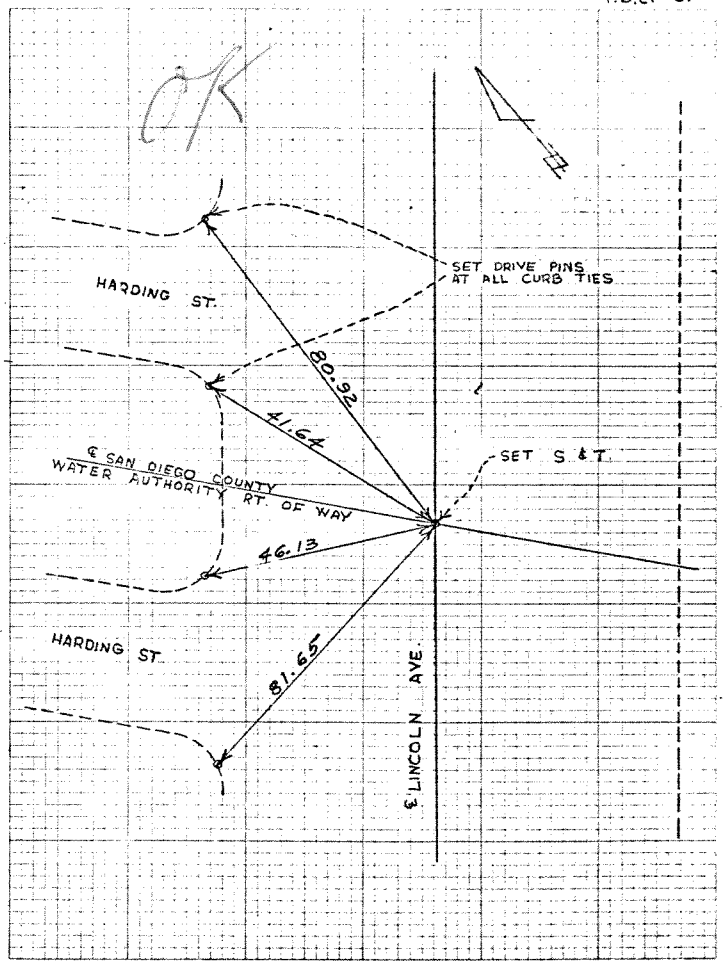 OK
SET DRIVE PINS
AT ALL CURB TIES
HARDING ST.
80.92
41.64
℄ SAN DIEGO COUNTY
WATER AUTHORITY RT. OF WAY
SET S & T.
46.13
HARDING ST
81.65
℄ LINCOLN AVE.